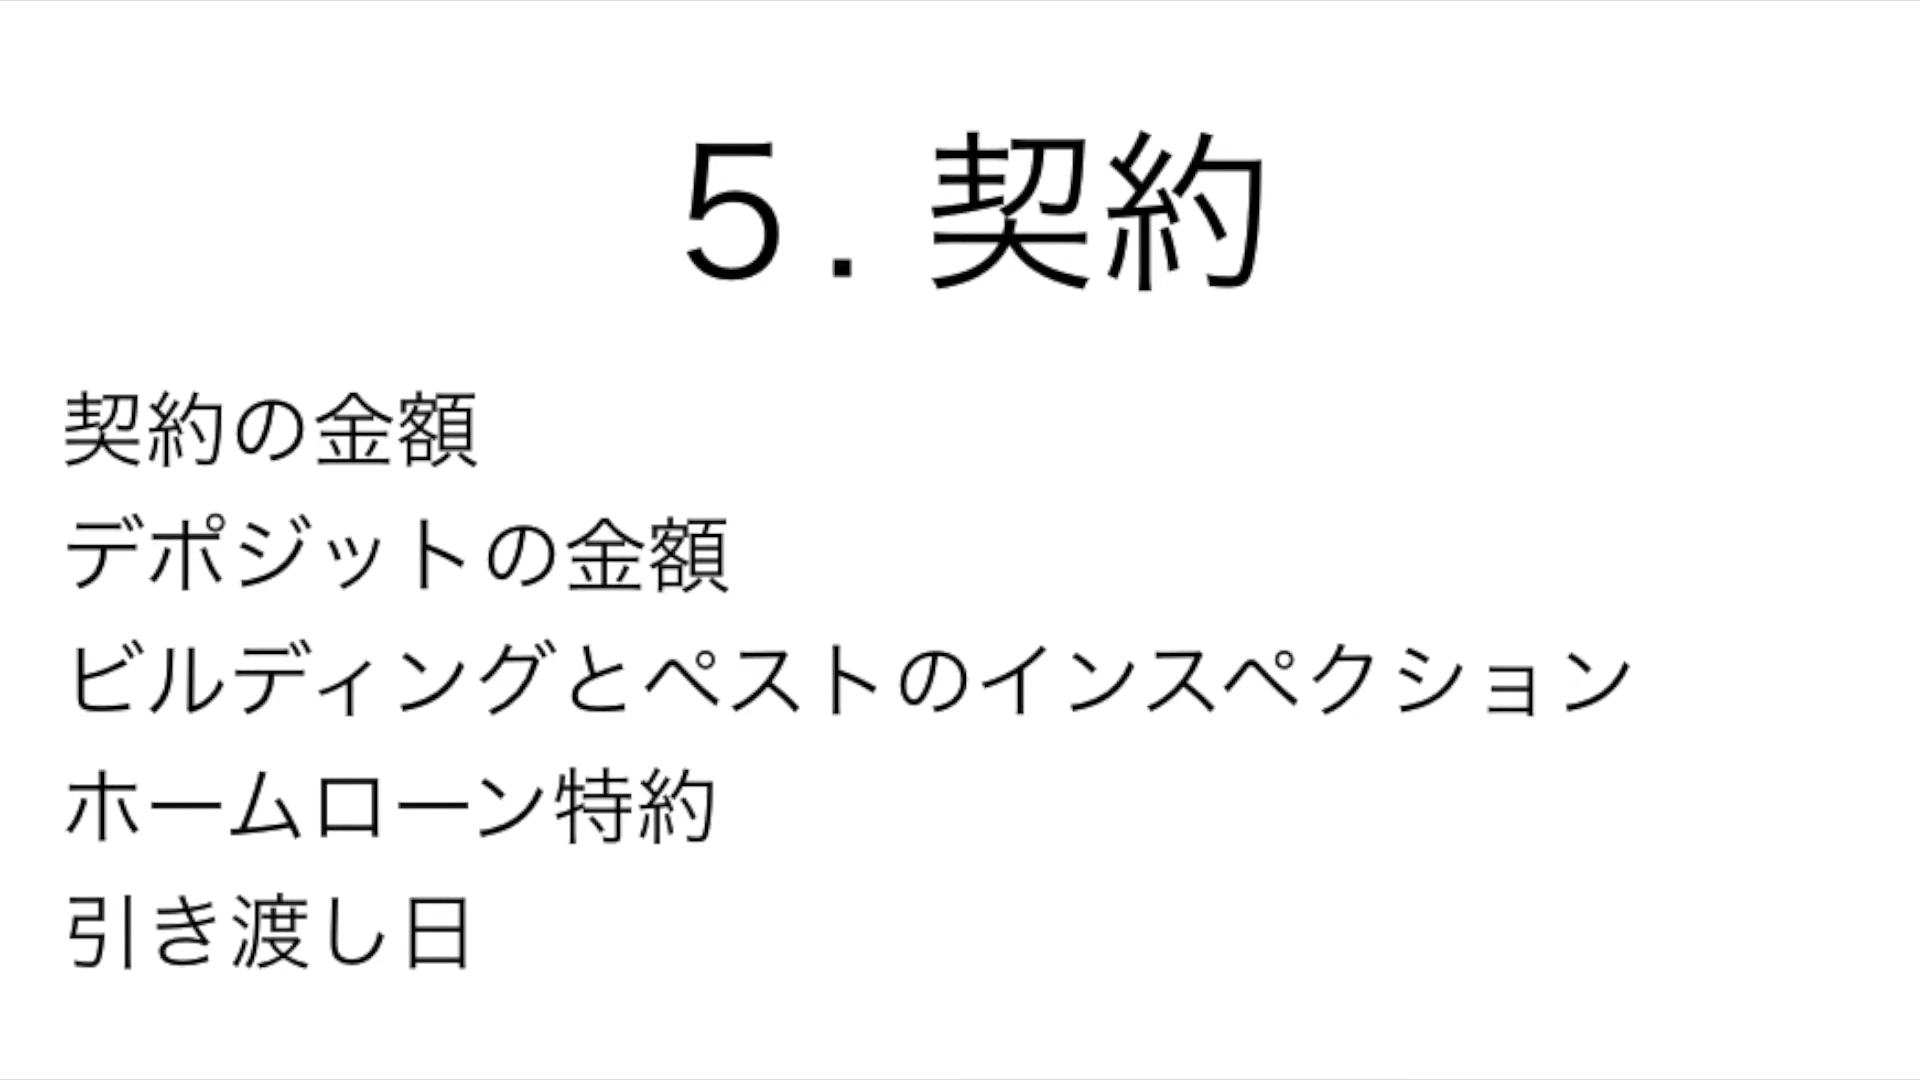 5. 契約
契約の金額
デポジットの金額
ビルディングとペストのインスペクション
ホームローン特約
引き渡し日